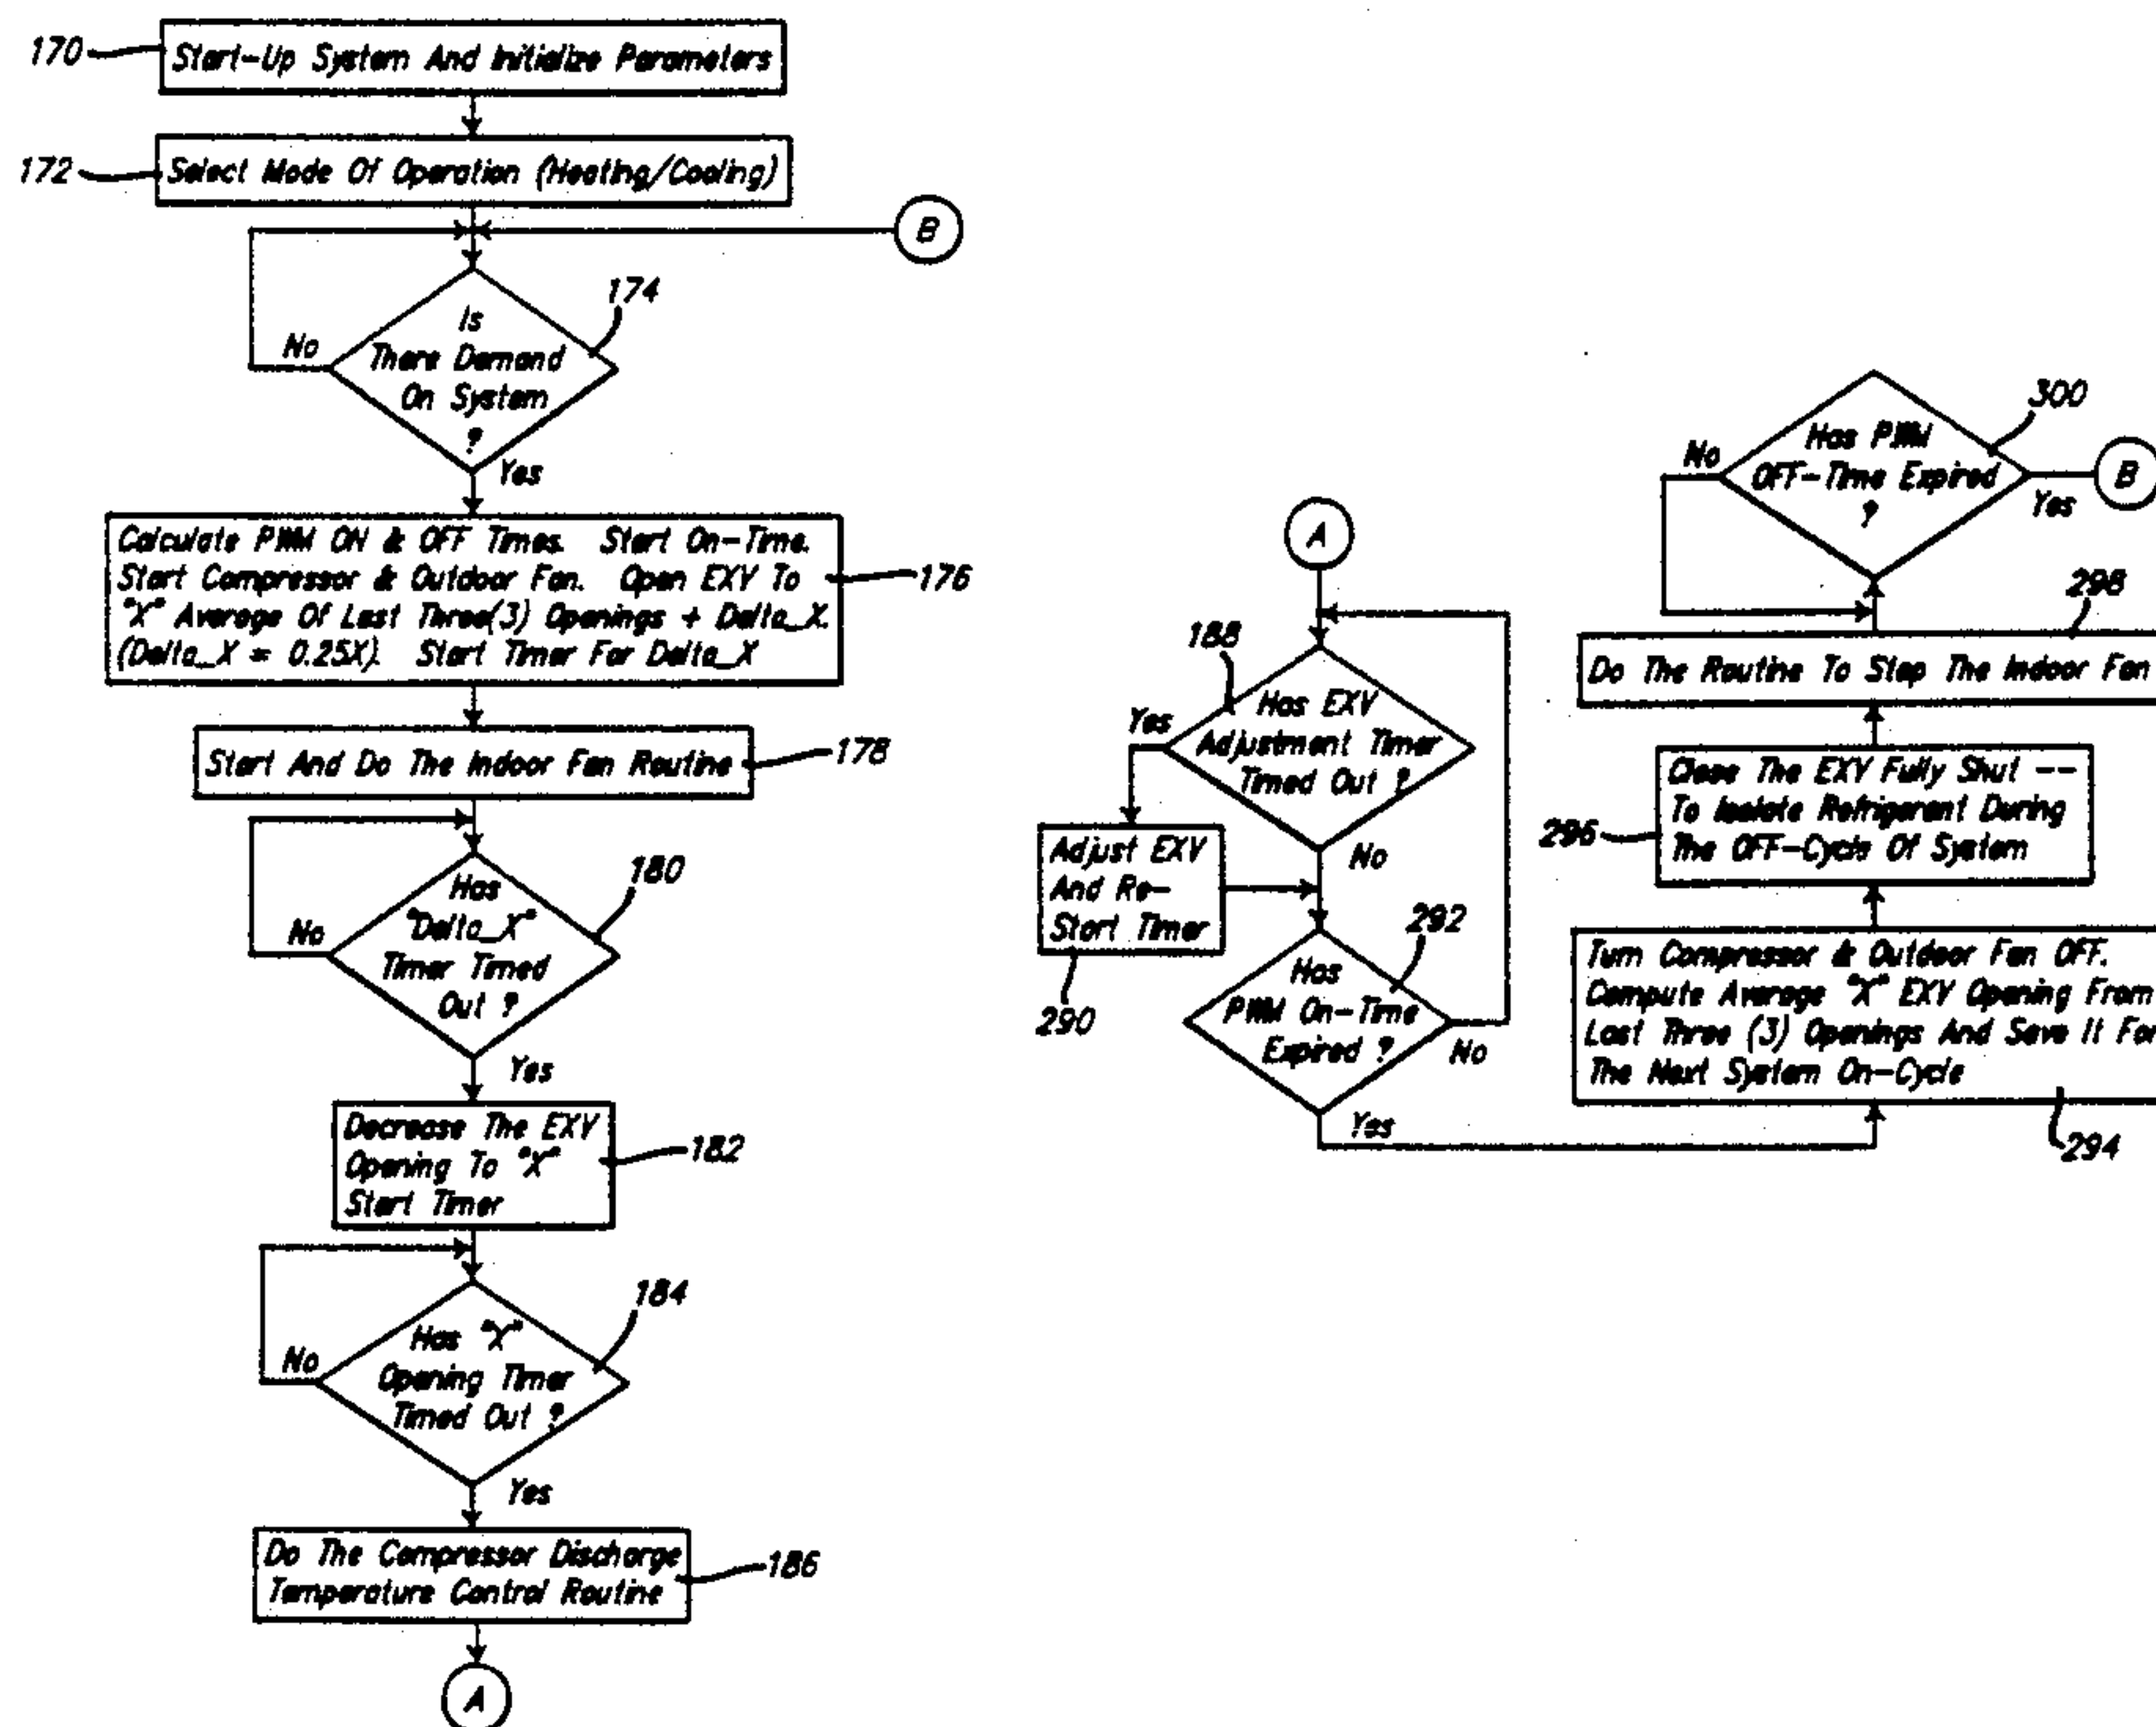 170
Start-Up System And Initialize Parameters
172
Select Mode Of Operation (Heating/Cooling)
B
174
Is
There Demand
On System
?
No
Yes
Calculate PWM ON & OFF Times. Start On-Time.
Start Compressor & Outdoor Fan. Open EXV To
"X" Average Of Last Three(3) Openings + Delta_X.
(Delta_X = 0.25X). Start Timer For Delta_X
176
Start And Do The Indoor Fan Routine
178
180
Has
"Delta_X"
Timer Timed
Out ?
No
Yes
Decrease The EXV
Opening To "X"
Start Timer
182
184
Has "X"
Opening Timer
Timed Out ?
No
Yes
Do The Compressor Discharge
Temperature Control Routine
186
A
A
188
Has EXV
Adjustment Timer
Timed Out ?
Yes
No
Adjust EXV
And Re-
Start Timer
290
292
Has
PWM On-Time
Expired ?
No
Yes
300
Has PWM
OFF-Time Expired
?
No
Yes
B
298
Do The Routine To Stop The Indoor Fan
Close The EXV Fully Shut --
To Isolate Refrigerant During
The OFF-Cycle Of System
296
Turn Compressor & Outdoor Fan OFF.
Compute Average "X" EXV Opening From
Last Three (3) Openings And Save It For
The Next System On-Cycle
294